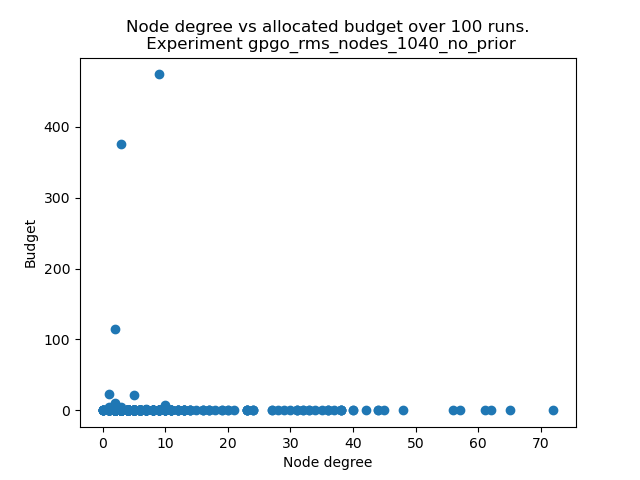 Node degree vs allocated budget over 100 runs.
Experiment gpgo_rms_nodes_1040_no_prior
Budget
400
300
200
100
0
0 10 20 30 40 50 60 70
Node degree